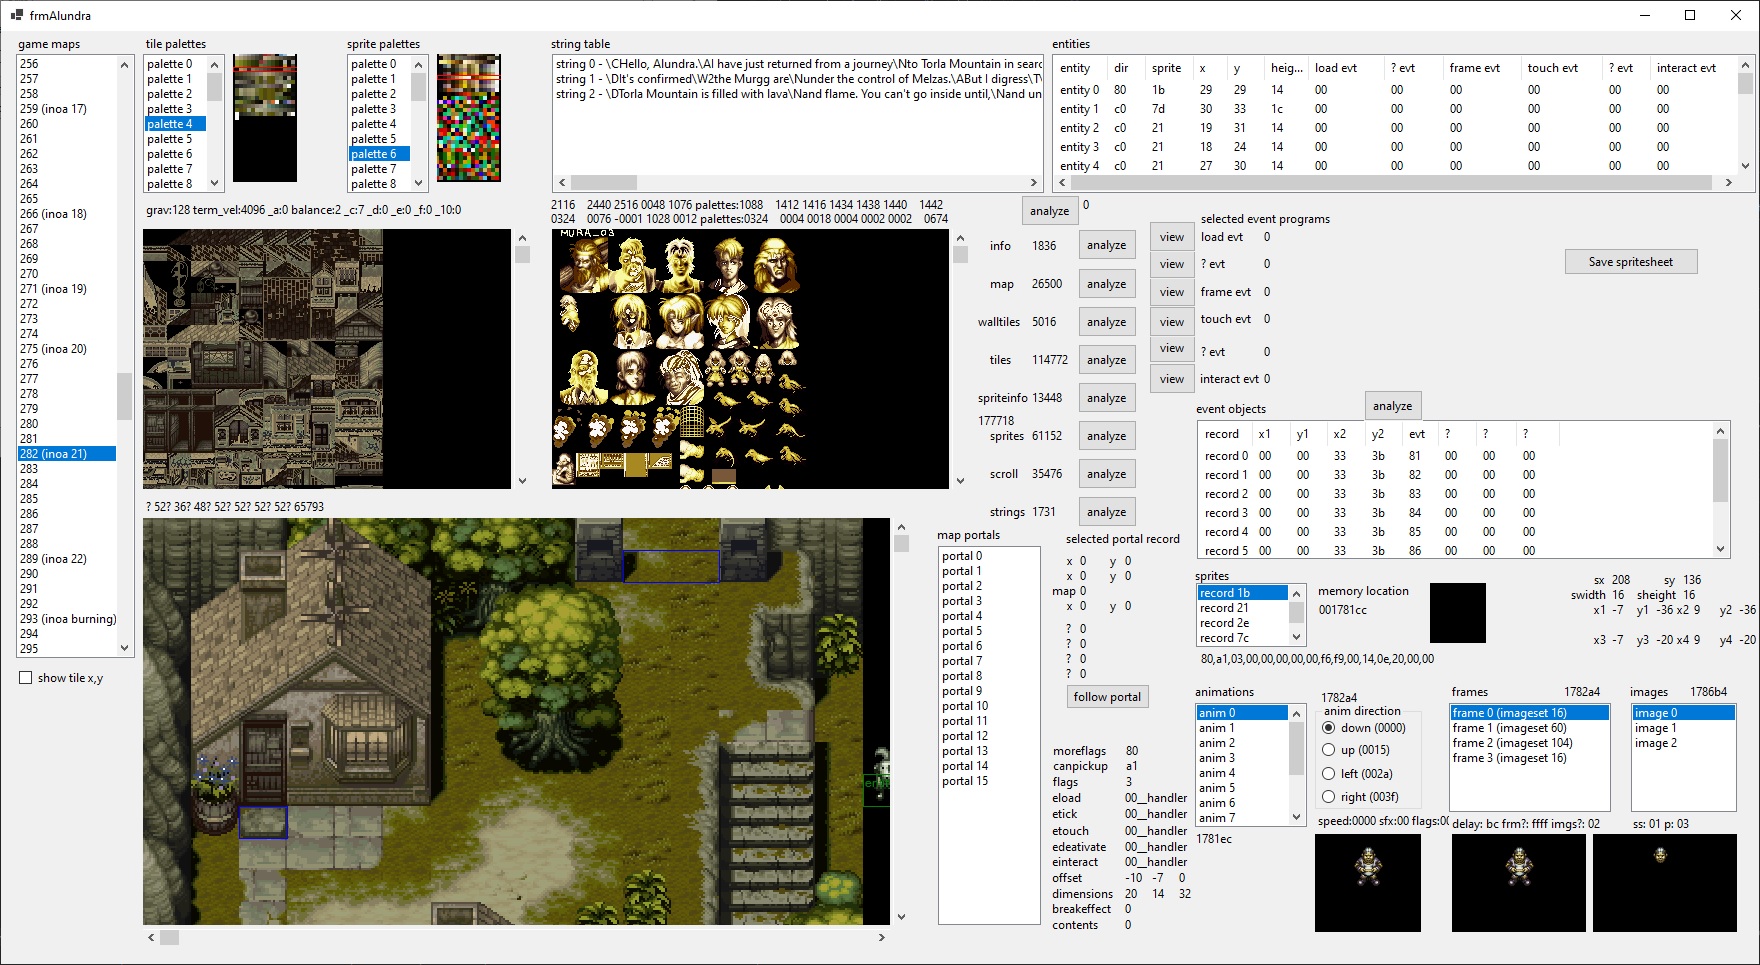 frmAlundra
game maps
256
257
258
259 (inoa 17)
260
261
262
263
264
265
266 (inoa 18)
267
268
269
270
271 (inoa 19)
272
273
274
275 (inoa 20)
276
277
278
279
280
281
282 (inoa 21)
283
284
285
286
287
288
289 (inoa 22)
290
291
292
293 (inoa burning)
294
295
show tile x,y
tile palettes
palette 0
palette 1
palette 2
palette 3
palette 4
palette 5
palette 6
palette 7
palette 8
sprite palettes
palette 0
palette 1
palette 2
palette 3
palette 4
palette 5
palette 6
palette 7
palette 8
string table
string 0 - \CHello, Alundra.\AI have just returned from a journey\Nto Torla Mountain in searc
string 1 - \DIt's confirmed\W2the Murgg are\Nunder the control of Melzas.\ABut I digress\T
string 2 - \DTorla Mountain is filled with lava\Nand flame. You can't go inside until,\Nand un
entities
entity dir sprite x y heig... load evt ? evt frame evt touch evt ? evt interact evt
entity 0 80 1b 29 29 14 00 00 00 00 00 00
entity 1 c0 7d 30 33 1c 00 00 00 00 00 00
entity 2 c0 21 19 31 14 00 00 00 00 00 00
entity 3 c0 21 18 24 14 00 00 00 00 00 00
entity 4 c0 21 27 30 14 00 00 00 00 00 00
grav:128 term_vel:4096 _a:0 balance:2 _c:7 _d:0 _e:0 _f:0 _10:0
2116 2440 2516 0048 1076 palettes:1088 1412 1416 1434 1438 1440 1442
0324 0076 -0001 1028 0012 palettes:0324 0004 0018 0004 0002 0002 0674
analyze 0
MURA_03
info 1836 analyze
map 26500 analyze
walltiles 5016 analyze
tiles 114772 analyze
spriteinfo 13448 analyze
177718
sprites 61152 analyze
scroll 35476 analyze
strings 1731 analyze
selected event programs
view load evt 0
view ? evt 0
view frame evt 0
view touch evt 0
view ? evt 0
view interact evt 0
Save spritesheet
event objects
analyze
record x1 y1 x2 y2 evt ? ? ?
record 0 00 00 33 3b 81 00 00 00
record 1 00 00 33 3b 82 00 00 00
record 2 00 00 33 3b 83 00 00 00
record 3 00 00 33 3b 84 00 00 00
record 4 00 00 33 3b 85 00 00 00
record 5 00 00 33 3b 86 00 00 00
? 52? 36? 48? 52? 52? 52? 52? 65793
map portals
portal 0
portal 1
portal 2
portal 3
portal 4
portal 5
portal 6
portal 7
portal 8
portal 9
portal 10
portal 11
portal 12
portal 13
portal 14
portal 15
selected portal record
x 0 y 0
x 0 y 0
map 0
x 0 y 0
? 0
? 0
? 0
? 0
follow portal
moreflags 80
canpickup a1
flags 3
eload 00__handler
etick 00__handler
etouch 00__handler
edeativate 00__handler
einteract 00__handler
offset -10 -7 0
dimensions 20 14 32
breakeffect 0
contents 0
sprites
record 1b
record 21
record 2e
record 7c
memory location
001781cc
sx 208 sy 136
swidth 16 sheight 16
x1 -7 y1 -36 x2 9 y2 -36
x3 -7 y3 -20 x4 9 y4 -20
80,a1,03,00,00,00,00,00,f6,f9,00,14,0e,20,00,00
animations
anim 0
anim 1
anim 2
anim 3
anim 4
anim 5
anim 6
anim 7
1781ec
1782a4
anim direction
down (0000)
up (0015)
left (002a)
right (003f)
speed:0000 sfx:00 flags:00
frames 1782a4
frame 0 (imageset 16)
frame 1 (imageset 60)
frame 2 (imageset 104)
frame 3 (imageset 16)
delay: bc frm?: ffff imgs?: 02
images 1786b4
image 0
image 1
image 2
ss: 01 p: 03